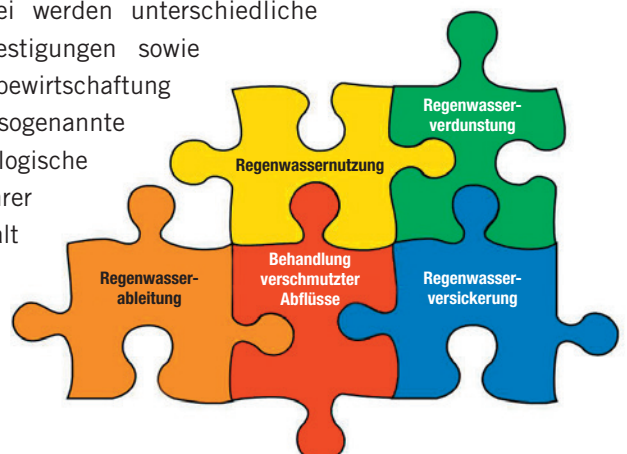 ei werden unterschiedliche
estigungen sowie
bewirtschaftung
sogenannte
logische
rer
alt
Regenwasser-
verdunstung
Regenwassernutzung
Regenwasser-
ableitung
Behandlung
verschmutzter
Abflüsse
Regenwasser-
versickerung